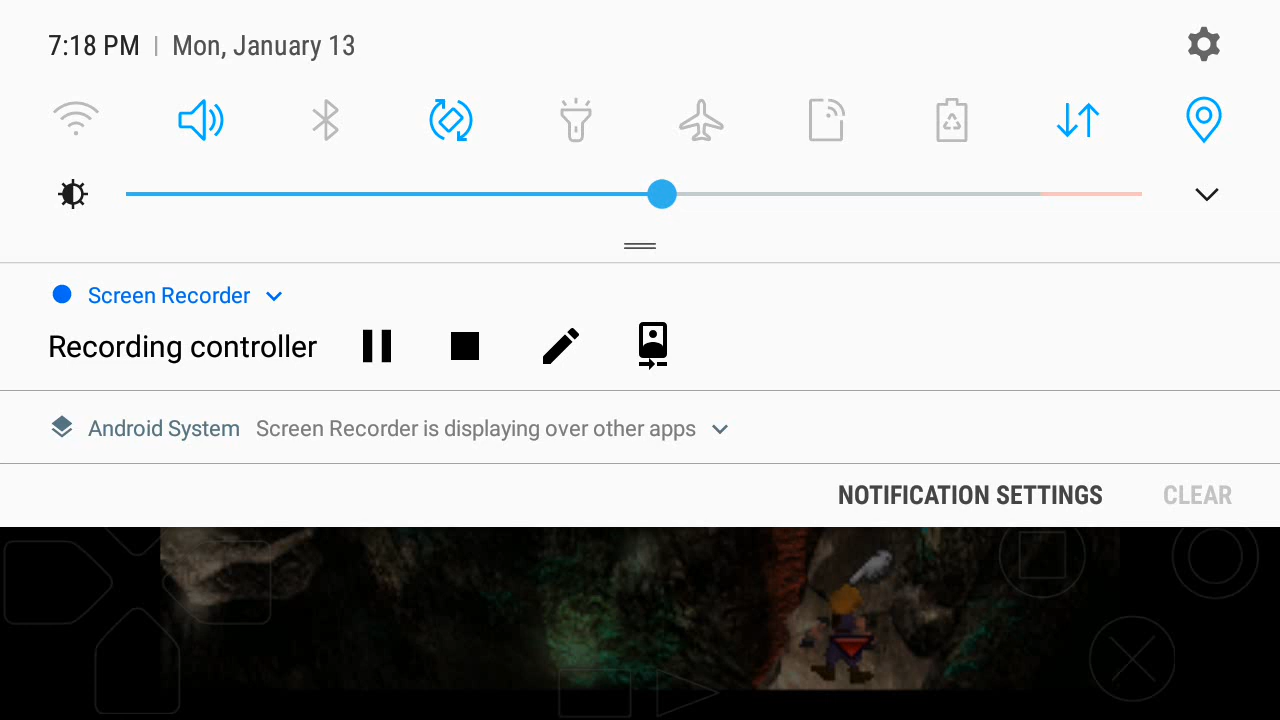 7:18 PM | Mon, January 13
Screen Recorder
Recording controller
Android System Screen Recorder is displaying over other apps
NOTIFICATION SETTINGS CLEAR